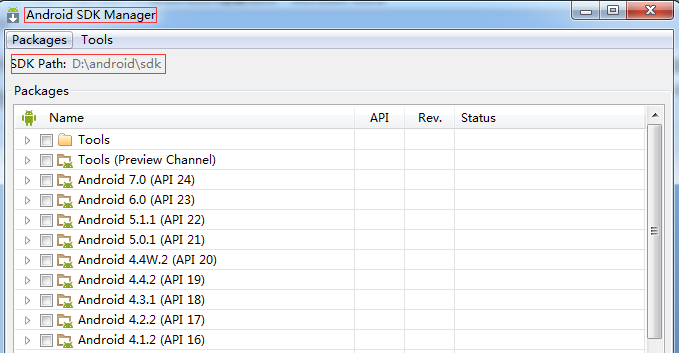 Android SDK Manager
Packages Tools
SDK Path: D:\android\sdk
Packages
Name API Rev. Status
Tools
Tools (Preview Channel)
Android 7.0 (API 24)
Android 6.0 (API 23)
Android 5.1.1 (API 22)
Android 5.0.1 (API 21)
Android 4.4W.2 (API 20)
Android 4.4.2 (API 19)
Android 4.3.1 (API 18)
Android 4.2.2 (API 17)
Android 4.1.2 (API 16)